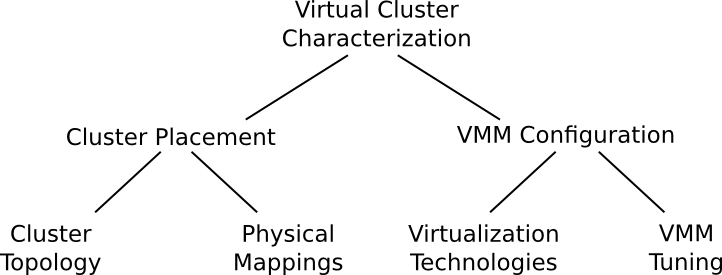 Virtual Cluster
Characterization
Cluster Placement
VMM Configuration
Cluster
Topology
Physical
Mappings
Virtualization
Technologies
VMM
Tuning